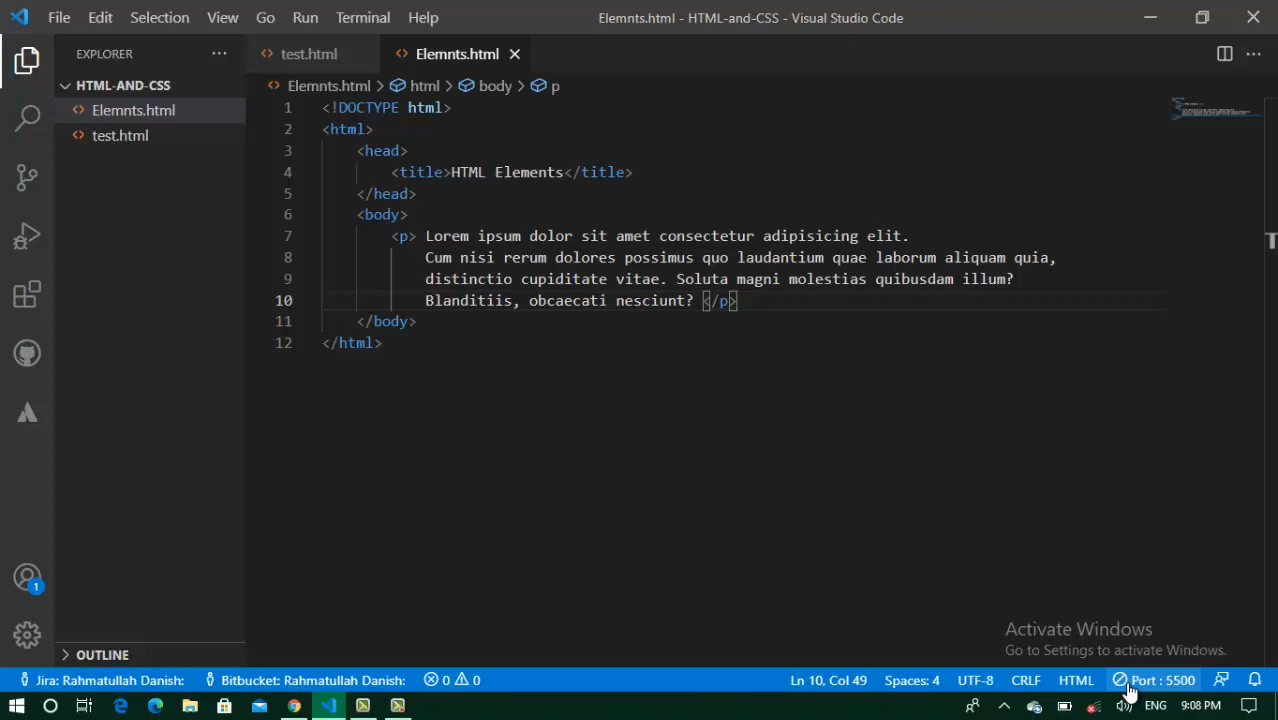 File Edit Selection View Go Run Terminal Help Elemnts.html - HTML-and-CSS - Visual Studio Code
EXPLORER
test.html Elemnts.html
HTML-AND-CSS
Elemnts.html
test.html
Elemnts.html > html > body > p
1 <!DOCTYPE html>
2 <html>
3 <head>
4 <title>HTML Elements</title>
5 </head>
6 <body>
7 <p> Lorem ipsum dolor sit amet consectetur adipisicing elit.
8 Cum nisi rerum dolores possimus quo laudantium quae laborum aliquam quia,
9 distinctio cupiditate vitae. Soluta magni molestias quibusdam illum?
10 Blanditiis, obcaecati nesciunt? </p>
11 </body>
12 </html>
1
OUTLINE
Activate Windows
Go to Settings to activate Windows.
Jira: Rahmatullah Danish: Bitbucket: Rahmatullah Danish: 0 0 Ln 10, Col 49 Spaces: 4 UTF-8 CRLF HTML Port : 5500
ENG 9:08 PM